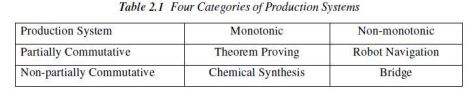 Table 2.1 Four Categories of Production Systems
Production System Monotonic Non-monotonic
Partially Commutative Theorem Proving Robot Navigation
Non-partially Commutative Chemical Synthesis Bridge